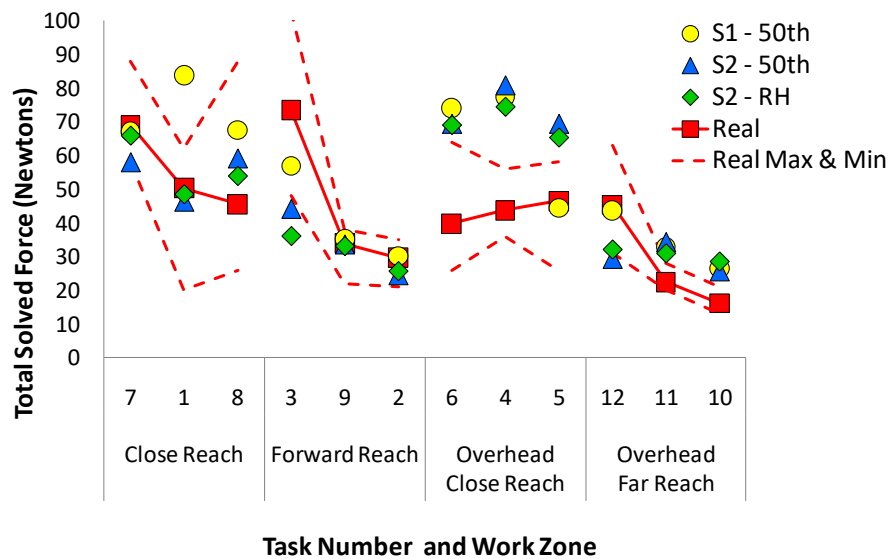 Total Solved Force (Newtons)
100
90
80
70
60
50
40
30
20
10
0
S1 - 50th
S2 - 50th
S2 - RH
Real
Real Max & Min
7 1 8 3 9 2 6 4 5 12 11 10
Close Reach
Forward Reach
Overhead
Close Reach
Overhead
Far Reach
Task Number and Work Zone